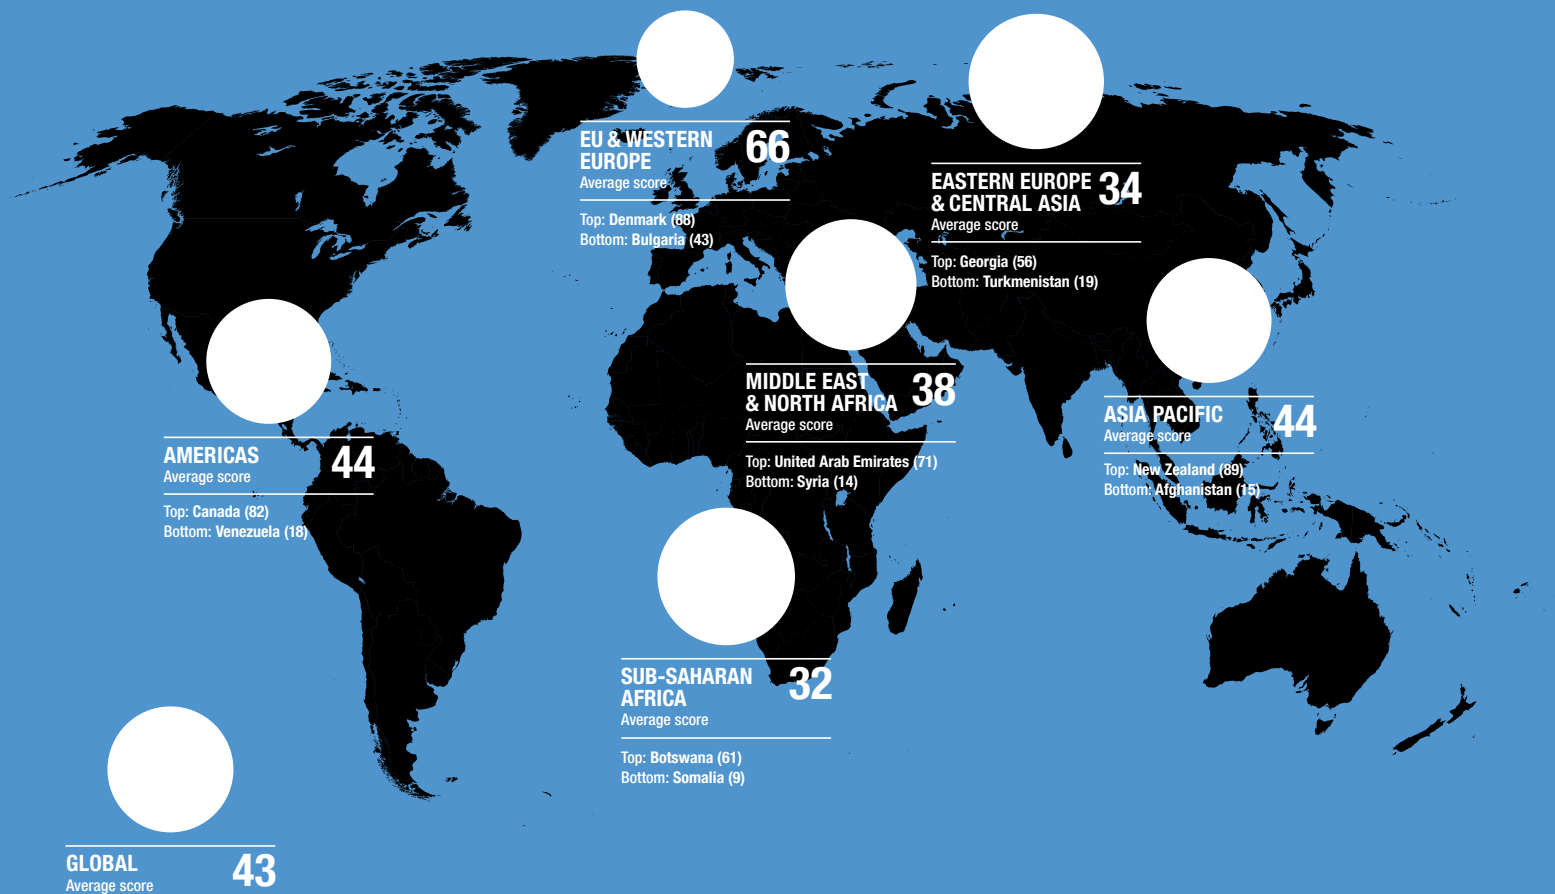 EU & WESTERN
EUROPE
66
Average score
Top: Denmark (88)
Bottom: Bulgaria (43)
EASTERN EUROPE
& CENTRAL ASIA
34
Average score
Top: Georgia (56)
Bottom: Turkmenistan (19)
MIDDLE EAST
& NORTH AFRICA
38
Average score
Top: United Arab Emirates (71)
Bottom: Syria (14)
ASIA PACIFIC
44
Average score
Top: New Zealand (89)
Bottom: Afghanistan (15)
AMERICAS
44
Average score
Top: Canada (82)
Bottom: Venezuela (18)
SUB-SAHARAN
AFRICA
32
Average score
Top: Botswana (61)
Bottom: Somalia (9)
GLOBAL
43
Average score